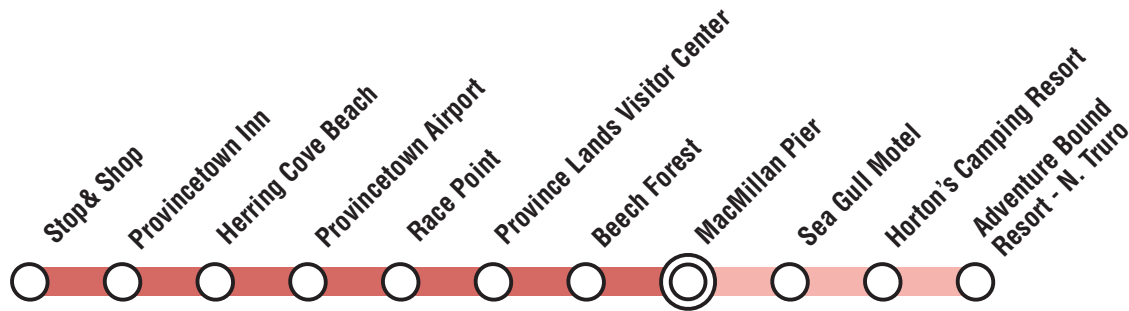 Stop& Shop
Provincetown Inn
Herring Cove Beach
Provincetown Airport
Race Point
Province Lands Visitor Center
Beech Forest
MacMillan Pier
Sea Gull Motel
Horton's Camping Resort
Adventure Bound
Resort - N. Truro